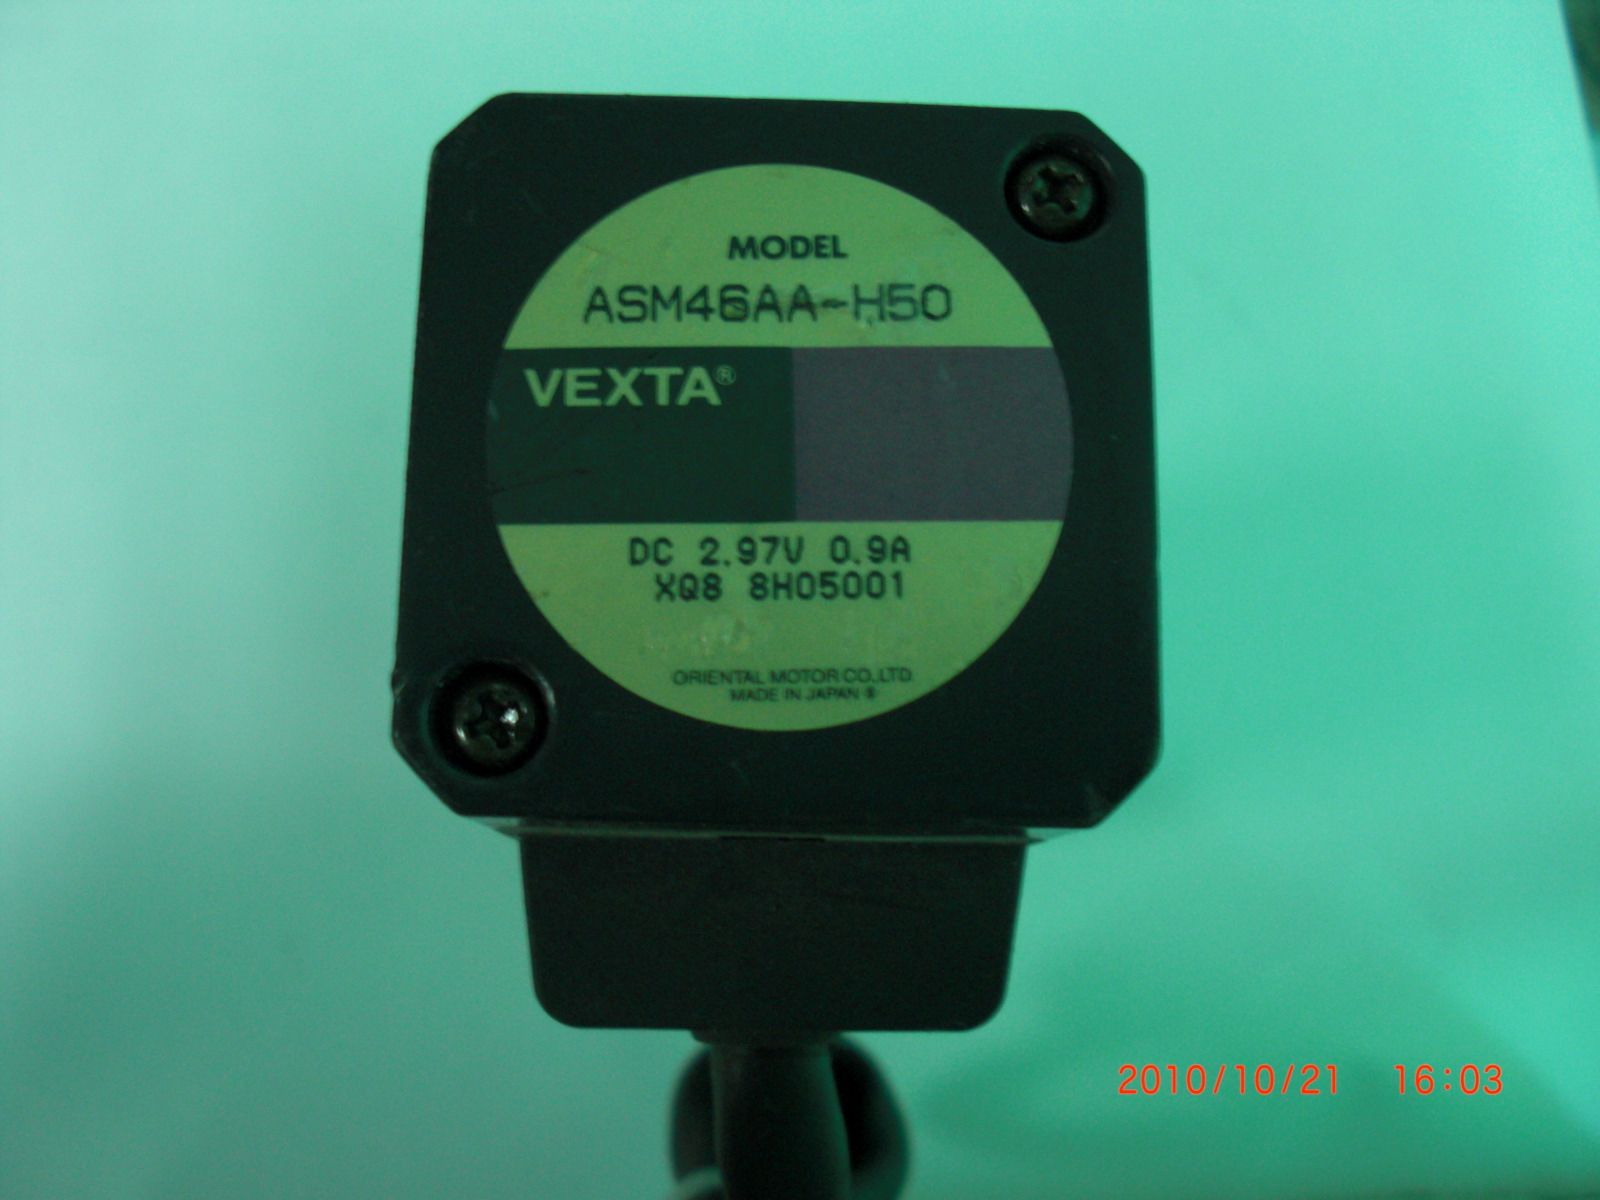 MODEL
ASM46AA-H50
VEXTA®
DC 2.97V 0.9A
XQ8 8H05001
ORIENTAL MOTOR CO.,LTD.
MADE IN JAPAN
2010/10/21 16:03